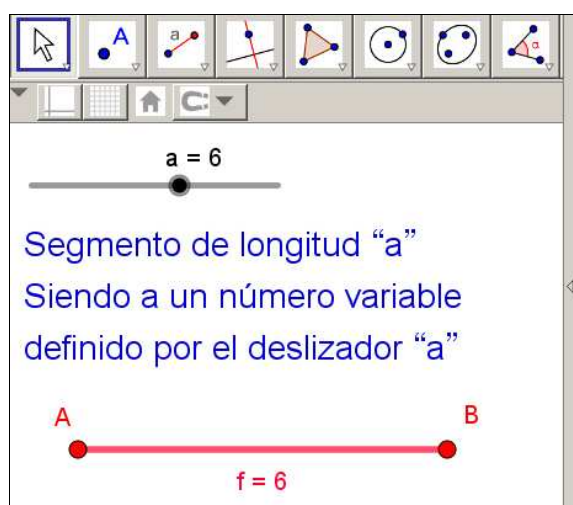 A
a
α
a = 6
Segmento de longitud “a”
Siendo a un número variable
definido por el deslizador “a”
A
B
f = 6